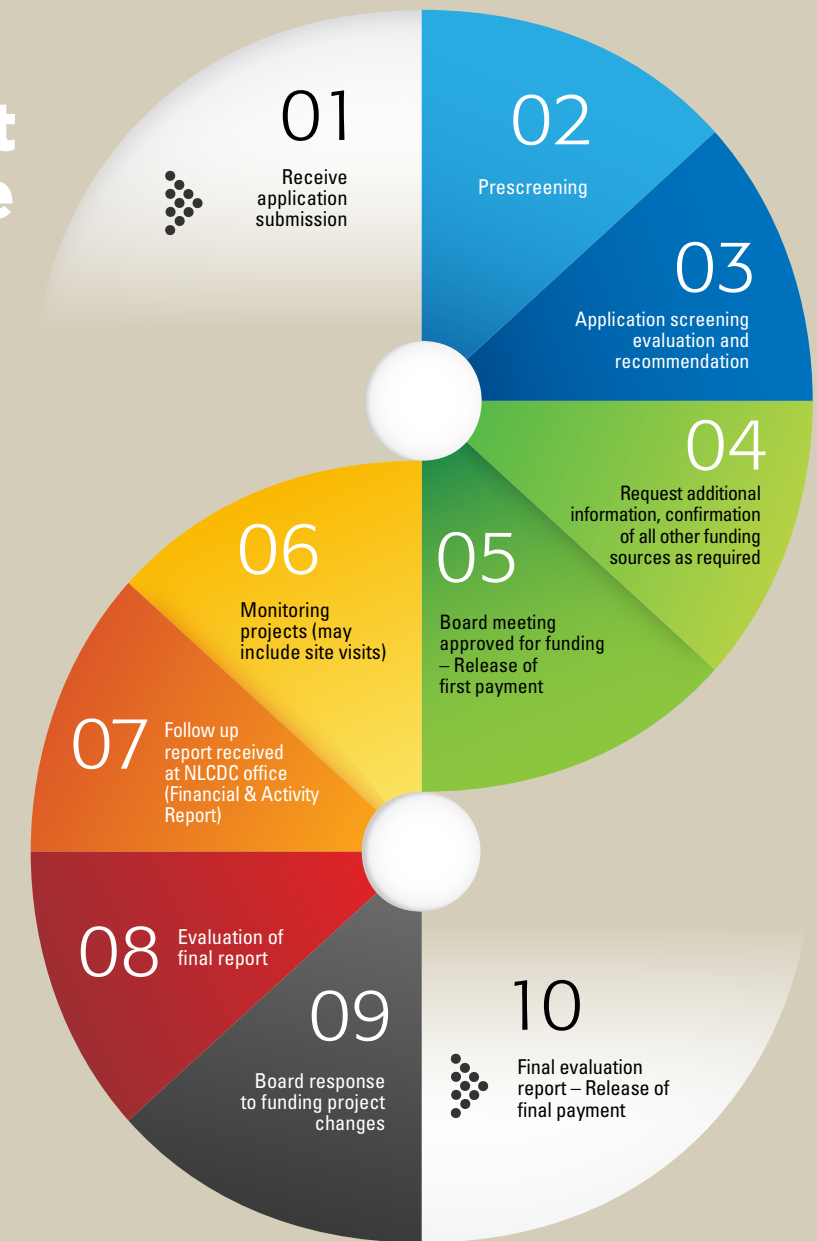 01
Receive
application
submission
02
Prescreening
03
Application screening
evaluation and
recommendation
04
Request additional
information, confirmation
of all other funding
sources as required
05
Board meeting
approved for funding
– Release of
first payment
06
Monitoring
projects (may
include site visits)
07
Follow up
report received
at NLCDC office
(Financial & Activity
Report)
08
Evaluation of
final report
09
Board response
to funding project
changes
10
Final evaluation
report – Release of
final payment